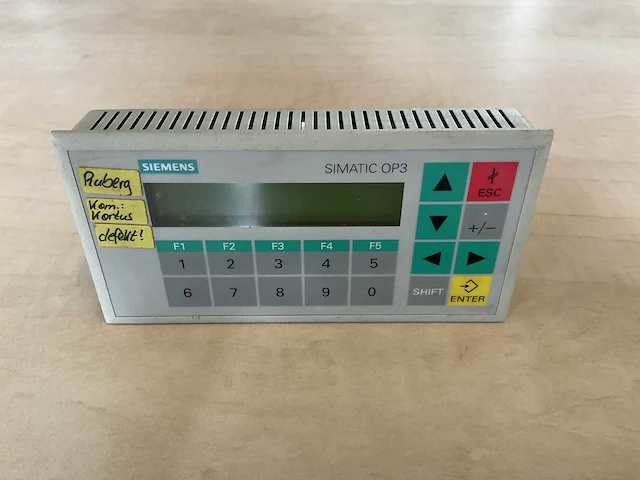 SIEMENS
SIMATIC OP3
Ruberg
Kom.:
Kortus
defekt!
F1 F2 F3 F4 F5
1 2 3 4 5
6 7 8 9 0
ESC
+/−
SHIFT
ENTER